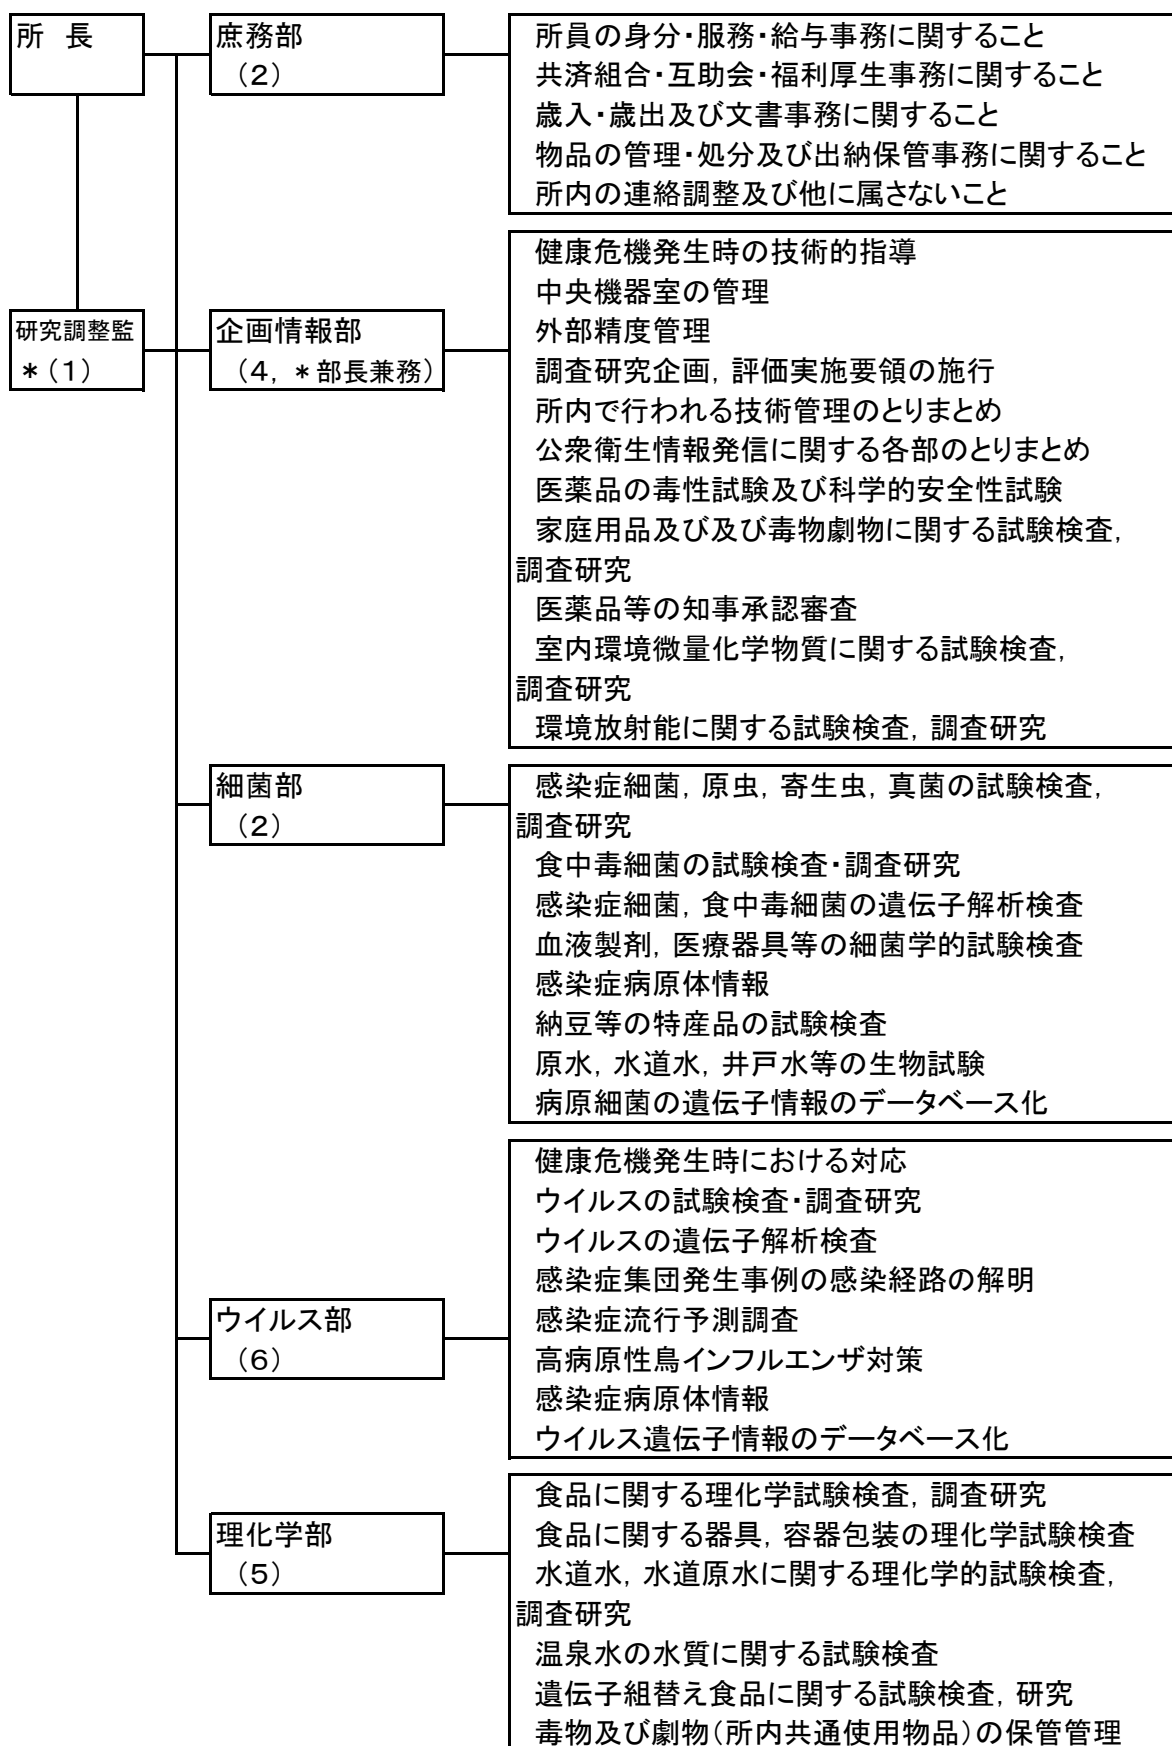 所　長
庶務部
（２）
所員の身分・服務・給与事務に関すること
共済組合・互助会・福利厚生事務に関すること
歳入・歳出及び文書事務に関すること
物品の管理・処分及び出納保管事務に関すること
所内の連絡調整及び他に属さないこと
研究調整監
＊（１）
企画情報部
（４，＊部長兼務）
健康危機発生時の技術的指導
中央機器室の管理
外部精度管理
調査研究企画，評価実施要領の施行
所内で行われる技術管理のとりまとめ
公衆衛生情報発信に関する各部のとりまとめ
医薬品の毒性試験及び科学的安全性試験
家庭用品及び及び毒物劇物に関する試験検査，
調査研究
医薬品等の知事承認審査
室内環境微量化学物質に関する試験検査，
調査研究
環境放射能に関する試験検査，調査研究
細菌部
（２）
感染症細菌，原虫，寄生虫，真菌の試験検査，
調査研究
食中毒細菌の試験検査・調査研究
感染症細菌，食中毒細菌の遺伝子解析検査
血液製剤，医療器具等の細菌学的試験検査
感染症病原体情報
納豆等の特産品の試験検査
原水，水道水，井戸水等の生物試験
病原細菌の遺伝子情報のデータベース化
ウイルス部
（６）
健康危機発生時における対応
ウイルスの試験検査・調査研究
ウイルスの遺伝子解析検査
感染症集団発生事例の感染経路の解明
感染症流行予測調査
高病原性鳥インフルエンザ対策
感染症病原体情報
ウイルス遺伝子情報のデータベース化
理化学部
（５）
食品に関する理化学試験検査，調査研究
食品に関する器具，容器包装の理化学試験検査
水道水，水道原水に関する理化学的試験検査，
調査研究
温泉水の水質に関する試験検査
遺伝子組替え食品に関する試験検査，研究
毒物及び劇物（所内共通使用物品）の保管管理